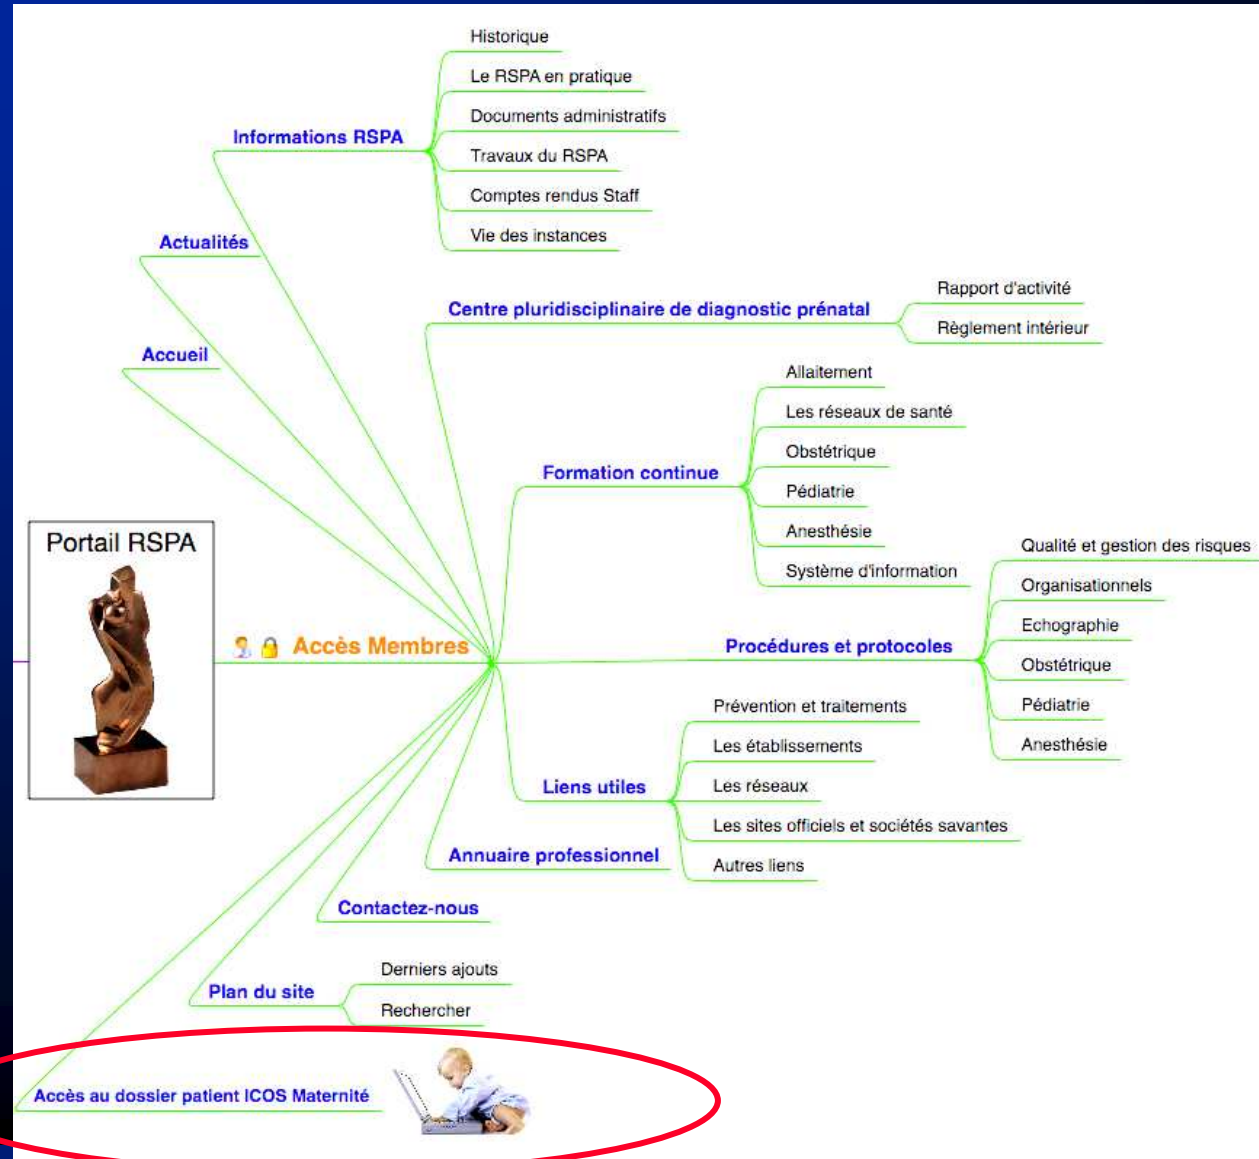 Historique
Le RSPA en pratique
Documents administratifs
Informations RSPA
Travaux du RSPA
Comptes rendus Staff
Vie des instances
Actualités
Centre pluridisciplinaire de diagnostic prénatal
Rapport d'activité
Règlement intérieur
Accueil
Allaitement
Les réseaux de santé
Obstétrique
Formation continue
Pédiatrie
Anesthésie
Système d'information
Portail RSPA
Accès Membres
Qualité et gestion des risques
Organisationnels
Echographie
Procédures et protocoles
Obstétrique
Pédiatrie
Anesthésie
Prévention et traitements
Les établissements
Liens utiles
Les réseaux
Les sites officiels et sociétés savantes
Autres liens
Annuaire professionnel
Contactez-nous
Plan du site
Derniers ajouts
Rechercher
Accès au dossier patient ICOS Maternité